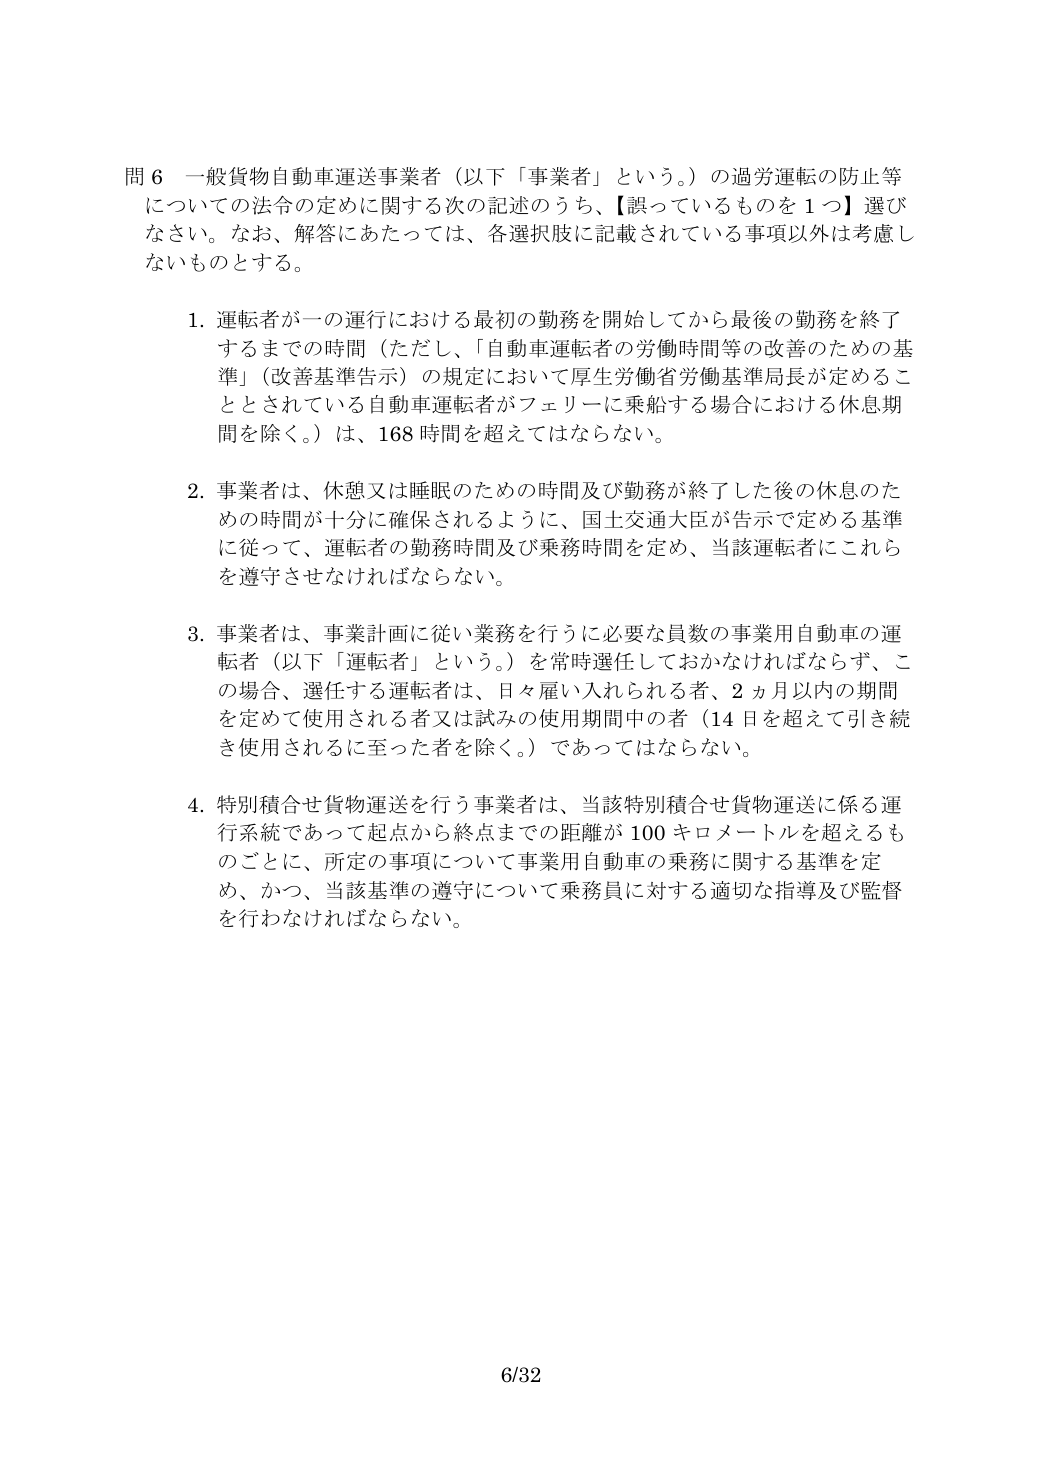 問 6　一般貨物自動車運送事業者（以下「事業者」という。）の過労運転の防止等
についての法令の定めに関する次の記述のうち、【誤っているものを 1 つ】選び
なさい。なお、解答にあたっては、各選択肢に記載されている事項以外は考慮し
ないものとする。
1. 運転者が一の運行における最初の勤務を開始してから最後の勤務を終了
するまでの時間（ただし、「自動車運転者の労働時間等の改善のための基
準」（改善基準告示）の規定において厚生労働省労働基準局長が定めるこ
ととされている自動車運転者がフェリーに乗船する場合における休息期
間を除く。）は、168 時間を超えてはならない。
2. 事業者は、休憩又は睡眠のための時間及び勤務が終了した後の休息のた
めの時間が十分に確保されるように、国土交通大臣が告示で定める基準
に従って、運転者の勤務時間及び乗務時間を定め、当該運転者にこれら
を遵守させなければならない。
3. 事業者は、事業計画に従い業務を行うに必要な員数の事業用自動車の運
転者（以下「運転者」という。）を常時選任しておかなければならず、こ
の場合、選任する運転者は、日々雇い入れられる者、2 ヵ月以内の期間
を定めて使用される者又は試みの使用期間中の者（14 日を超えて引き続
き使用されるに至った者を除く。）であってはならない。
4. 特別積合せ貨物運送を行う事業者は、当該特別積合せ貨物運送に係る運
行系統であって起点から終点までの距離が 100 キロメートルを超えるも
のごとに、所定の事項について事業用自動車の乗務に関する基準を定
め、かつ、当該基準の遵守について乗務員に対する適切な指導及び監督
を行わなければならない。
6/32